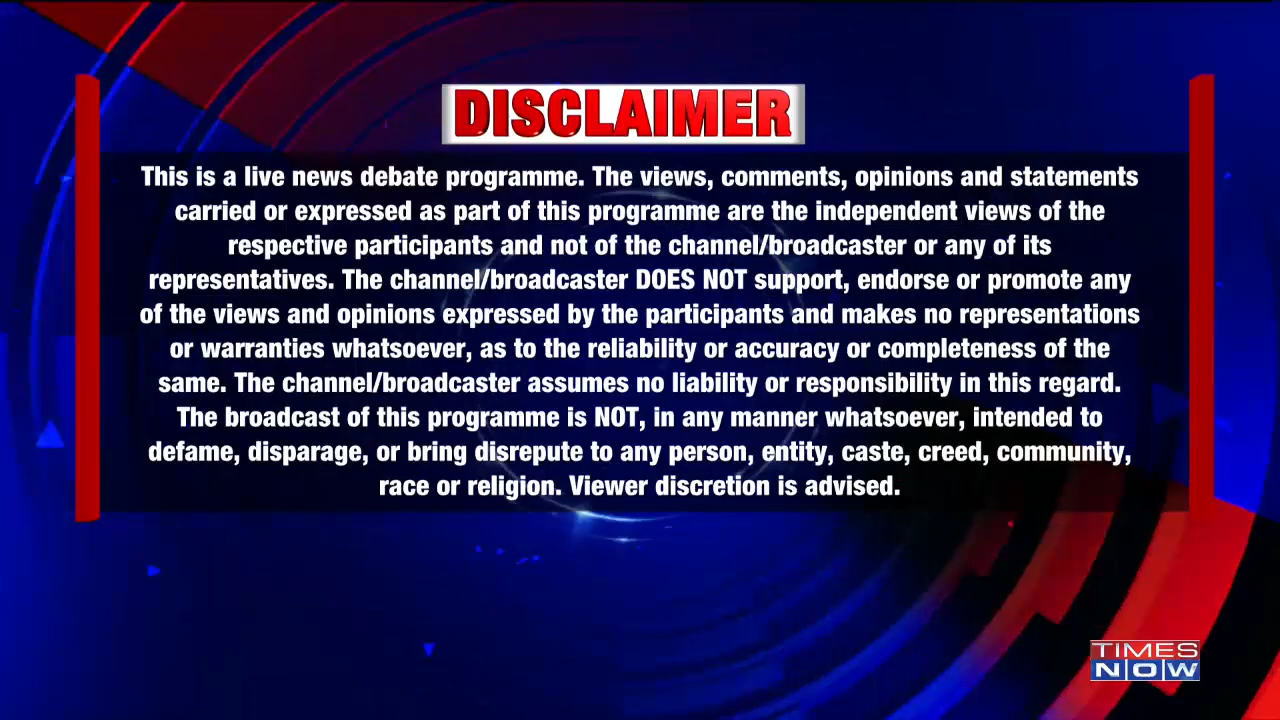 DISCLAIMER
This is a live news debate programme. The views, comments, opinions and statements
carried or expressed as part of this programme are the independent views of the
respective participants and not of the channel/broadcaster or any of its
representatives. The channel/broadcaster DOES NOT support, endorse or promote any
of the views and opinions expressed by the participants and makes no representations
or warranties whatsoever, as to the reliability or accuracy or completeness of the
same. The channel/broadcaster assumes no liability or responsibility in this regard.
The broadcast of this programme is NOT, in any manner whatsoever, intended to
defame, disparage, or bring disrepute to any person, entity, caste, creed, community,
race or religion. Viewer discretion is advised.
TIMES
NOW